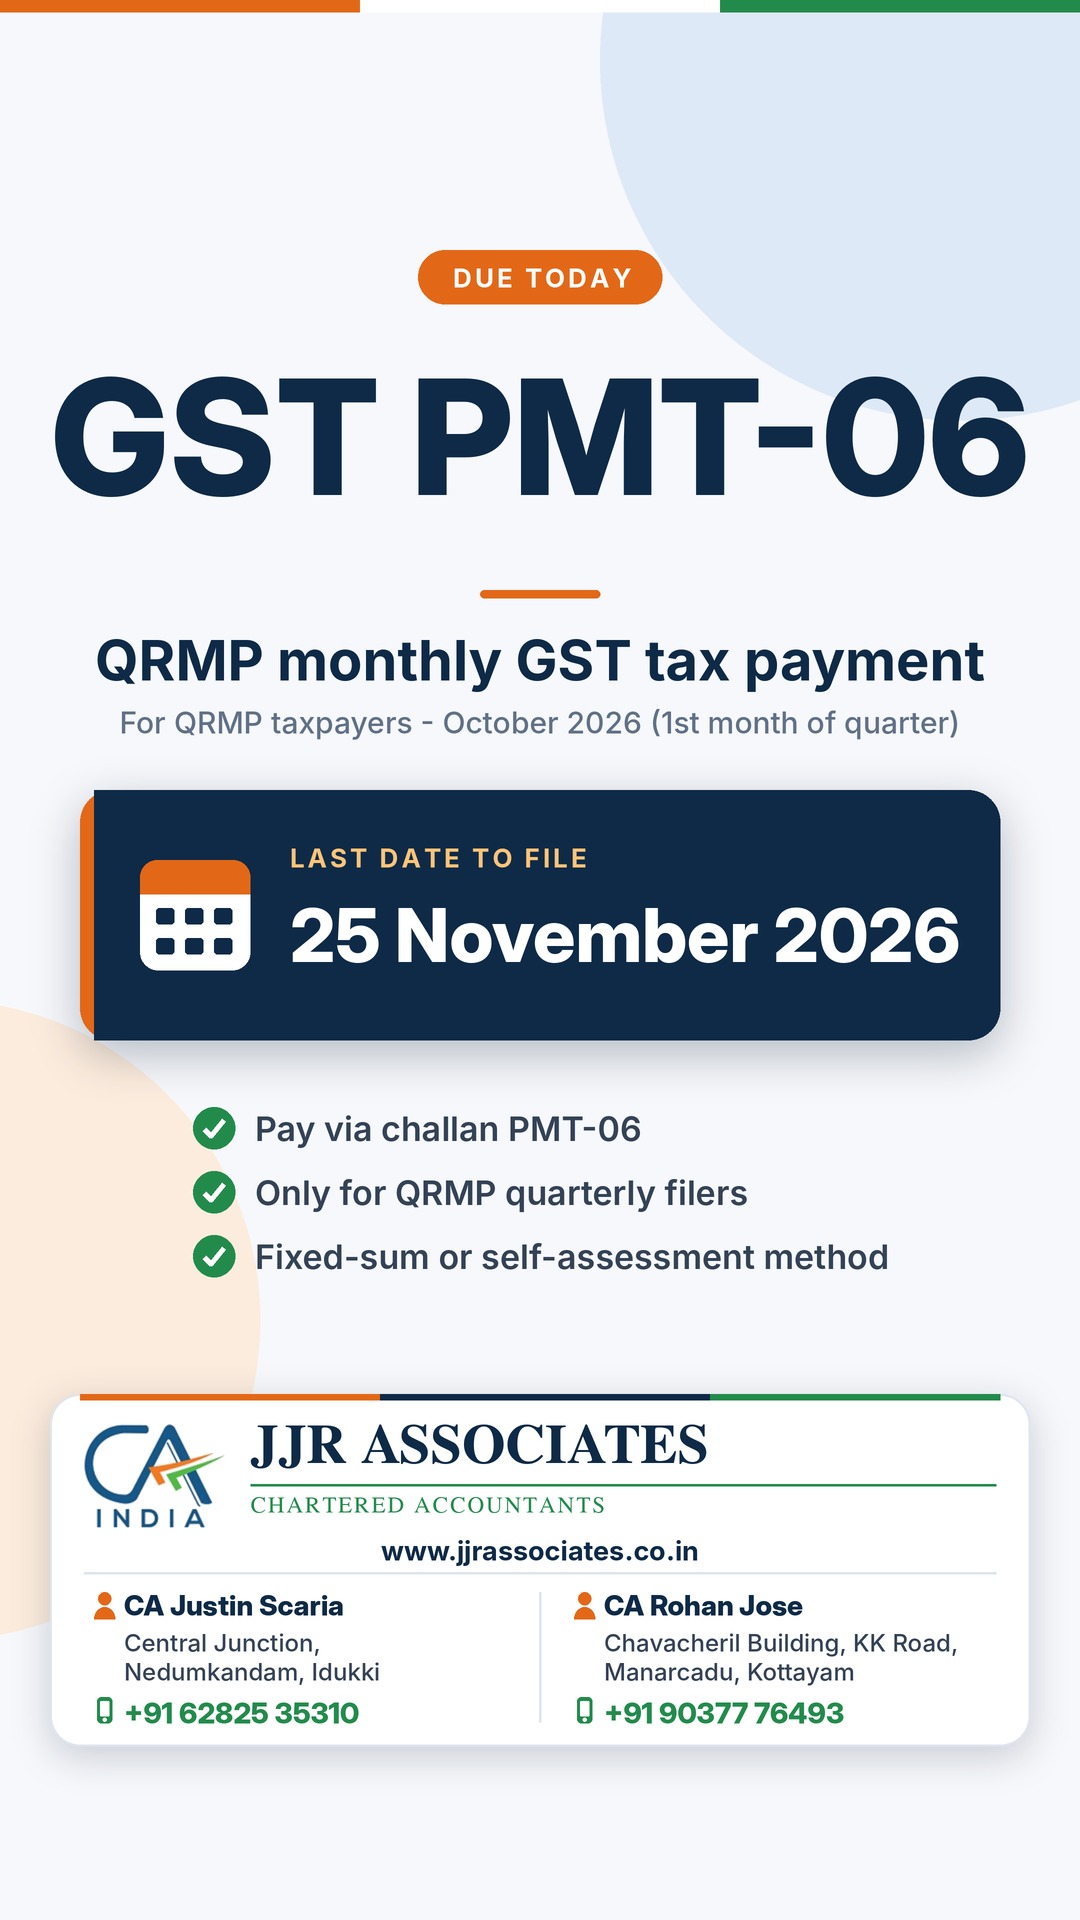 DUE TODAY
GST PMT-06
QRMP monthly GST tax payment
For QRMP taxpayers - October 2026 (1st month of quarter)
LAST DATE TO FILE
25 November 2026
Pay via challan PMT-06
Only for QRMP quarterly filers
Fixed-sum or self-assessment method
CA
INDIA
JJR ASSOCIATES
CHARTERED ACCOUNTANTS
www.jjrassociates.co.in
CA Justin Scaria
Central Junction,
Nedumkandam, Idukki
+91 62825 35310
CA Rohan Jose
Chavacheril Building, KK Road,
Manarcadu, Kottayam
+91 90377 76493